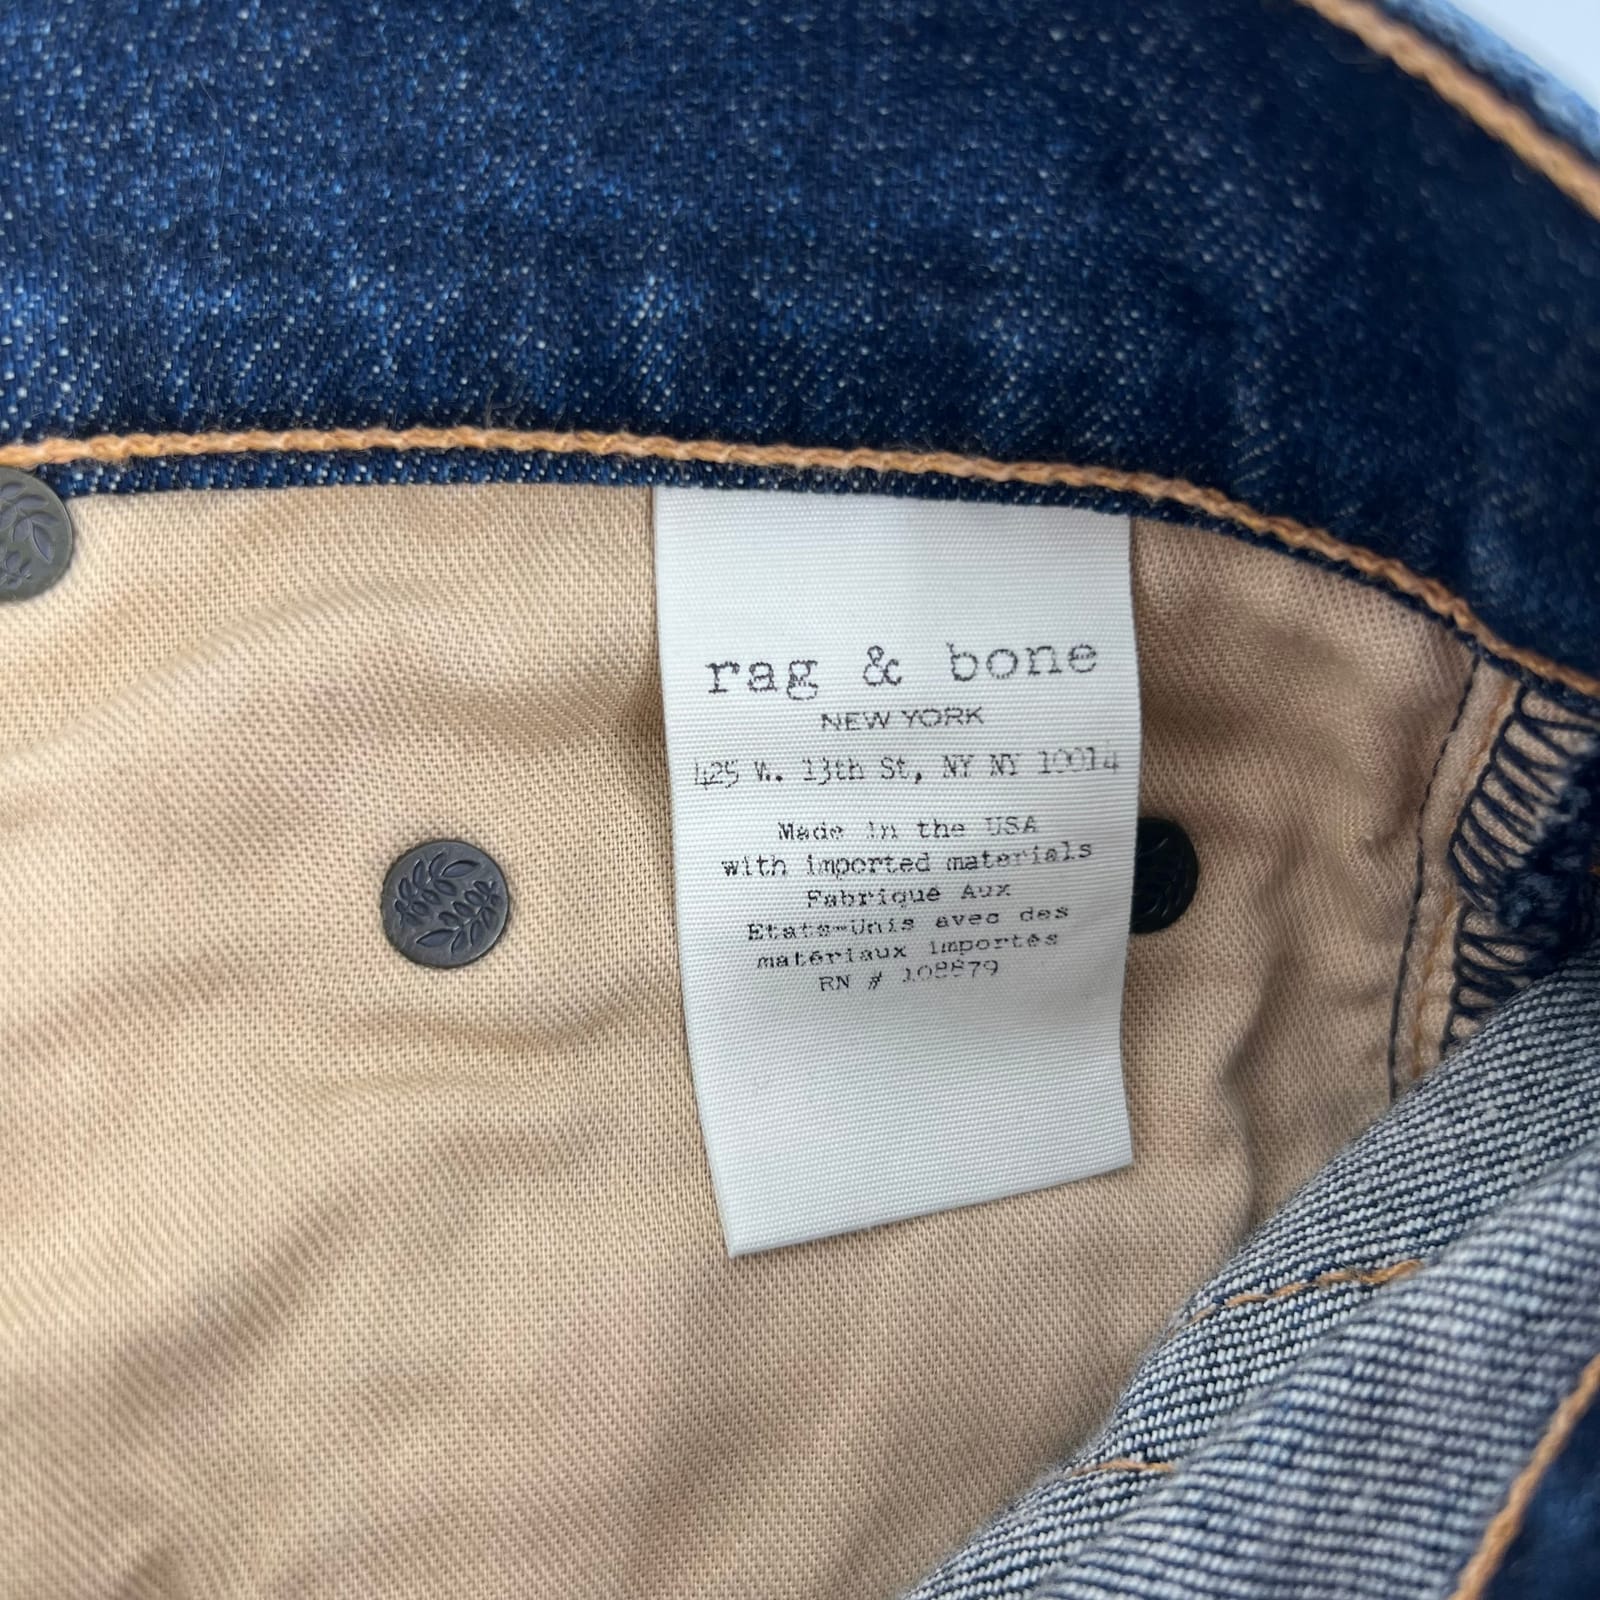 rag & bone
NEW YORK
425 W. 13th St, NY NY 10014
Made in the USA
with imported materials
Fabrique Aux
Etats-Unis avec des
matériaux importés
RN # 108879